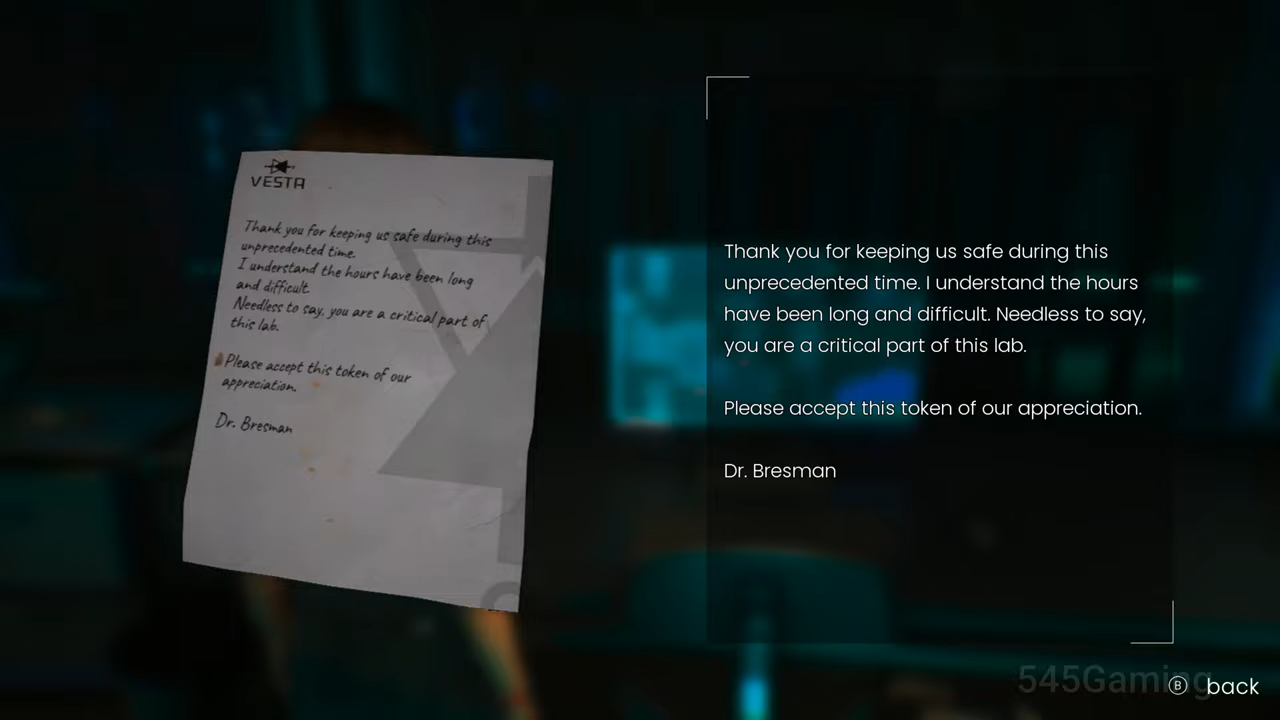 VESTA
Thank you for keeping us safe during this
unprecedented time.
I understand the hours have been long
and difficult.
Needless to say, you are a critical part of
this lab.
Please accept this token of our
appreciation.
Dr. Bresman
Thank you for keeping us safe during this
unprecedented time. I understand the hours
have been long and difficult. Needless to say,
you are a critical part of this lab.
Please accept this token of our appreciation.
Dr. Bresman
545Gaming
B back